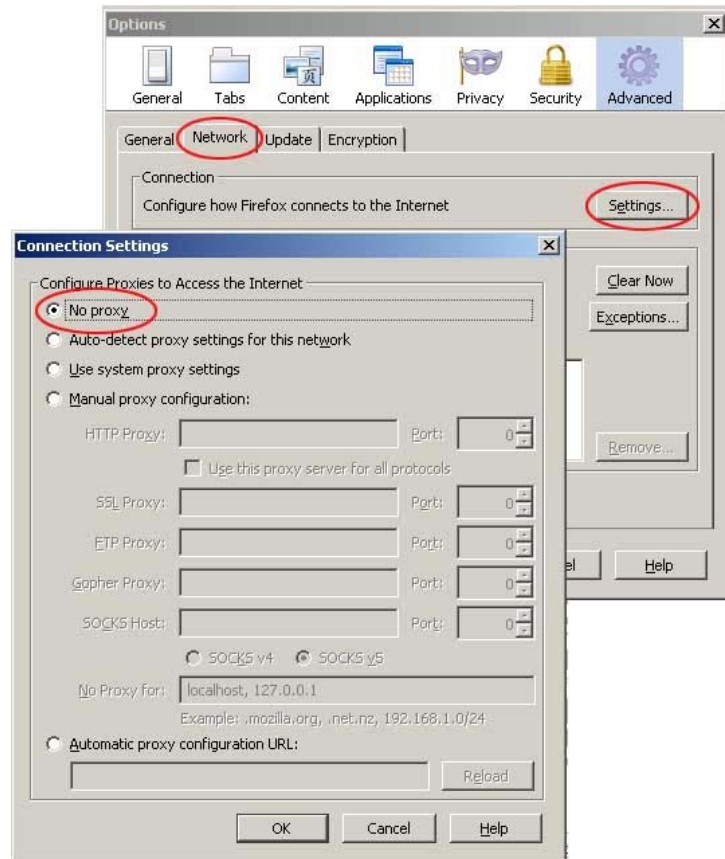 Options
General Tabs Content Applications Privacy Security Advanced
General Network Update Encryption
Connection
Configure how Firefox connects to the Internet Settings...
Clear Now
Exceptions...
Remove...
el Help
Connection Settings
Configure Proxies to Access the Internet
No proxy
Auto-detect proxy settings for this network
Use system proxy settings
Manual proxy configuration:
HTTP Proxy: Port: 0
Use this proxy server for all protocols
SSL Proxy: Port: 0
FTP Proxy: Port: 0
Gopher Proxy: Port: 0
SOCKS Host: Port: 0
SOCKS v4 SOCKS v5
No Proxy for: localhost, 127.0.0.1
Example: .mozilla.org, .net.nz, 192.168.1.0/24
Automatic proxy configuration URL:
Reload
OK Cancel Help